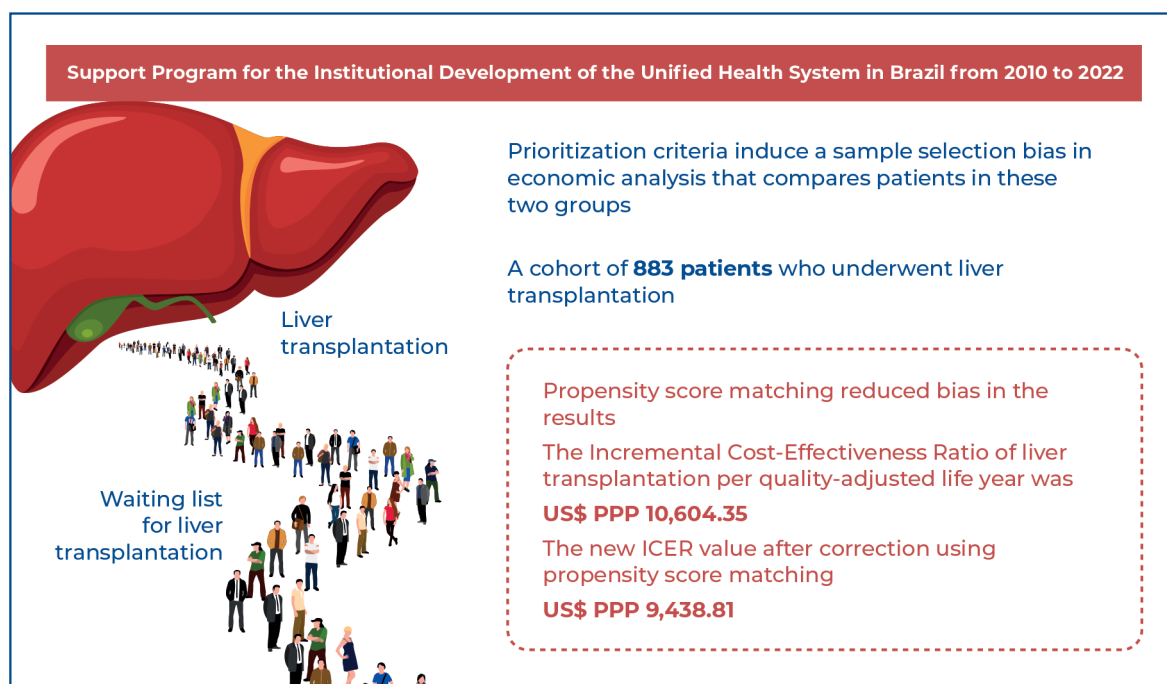 Support Program for the Institutional Development of the Unified Health System in Brazil from 2010 to 2022
Prioritization criteria induce a sample selection bias in
economic analysis that compares patients in these
two groups
A cohort of 883 patients who underwent liver
transplantation
Liver
transplantation
Waiting list
for liver
transplantation
Propensity score matching reduced bias in the
results
The Incremental Cost-Effectiveness Ratio of liver
transplantation per quality-adjusted life year was
US$ PPP 10,604.35
The new ICER value after correction using
propensity score matching
US$ PPP 9,438.81